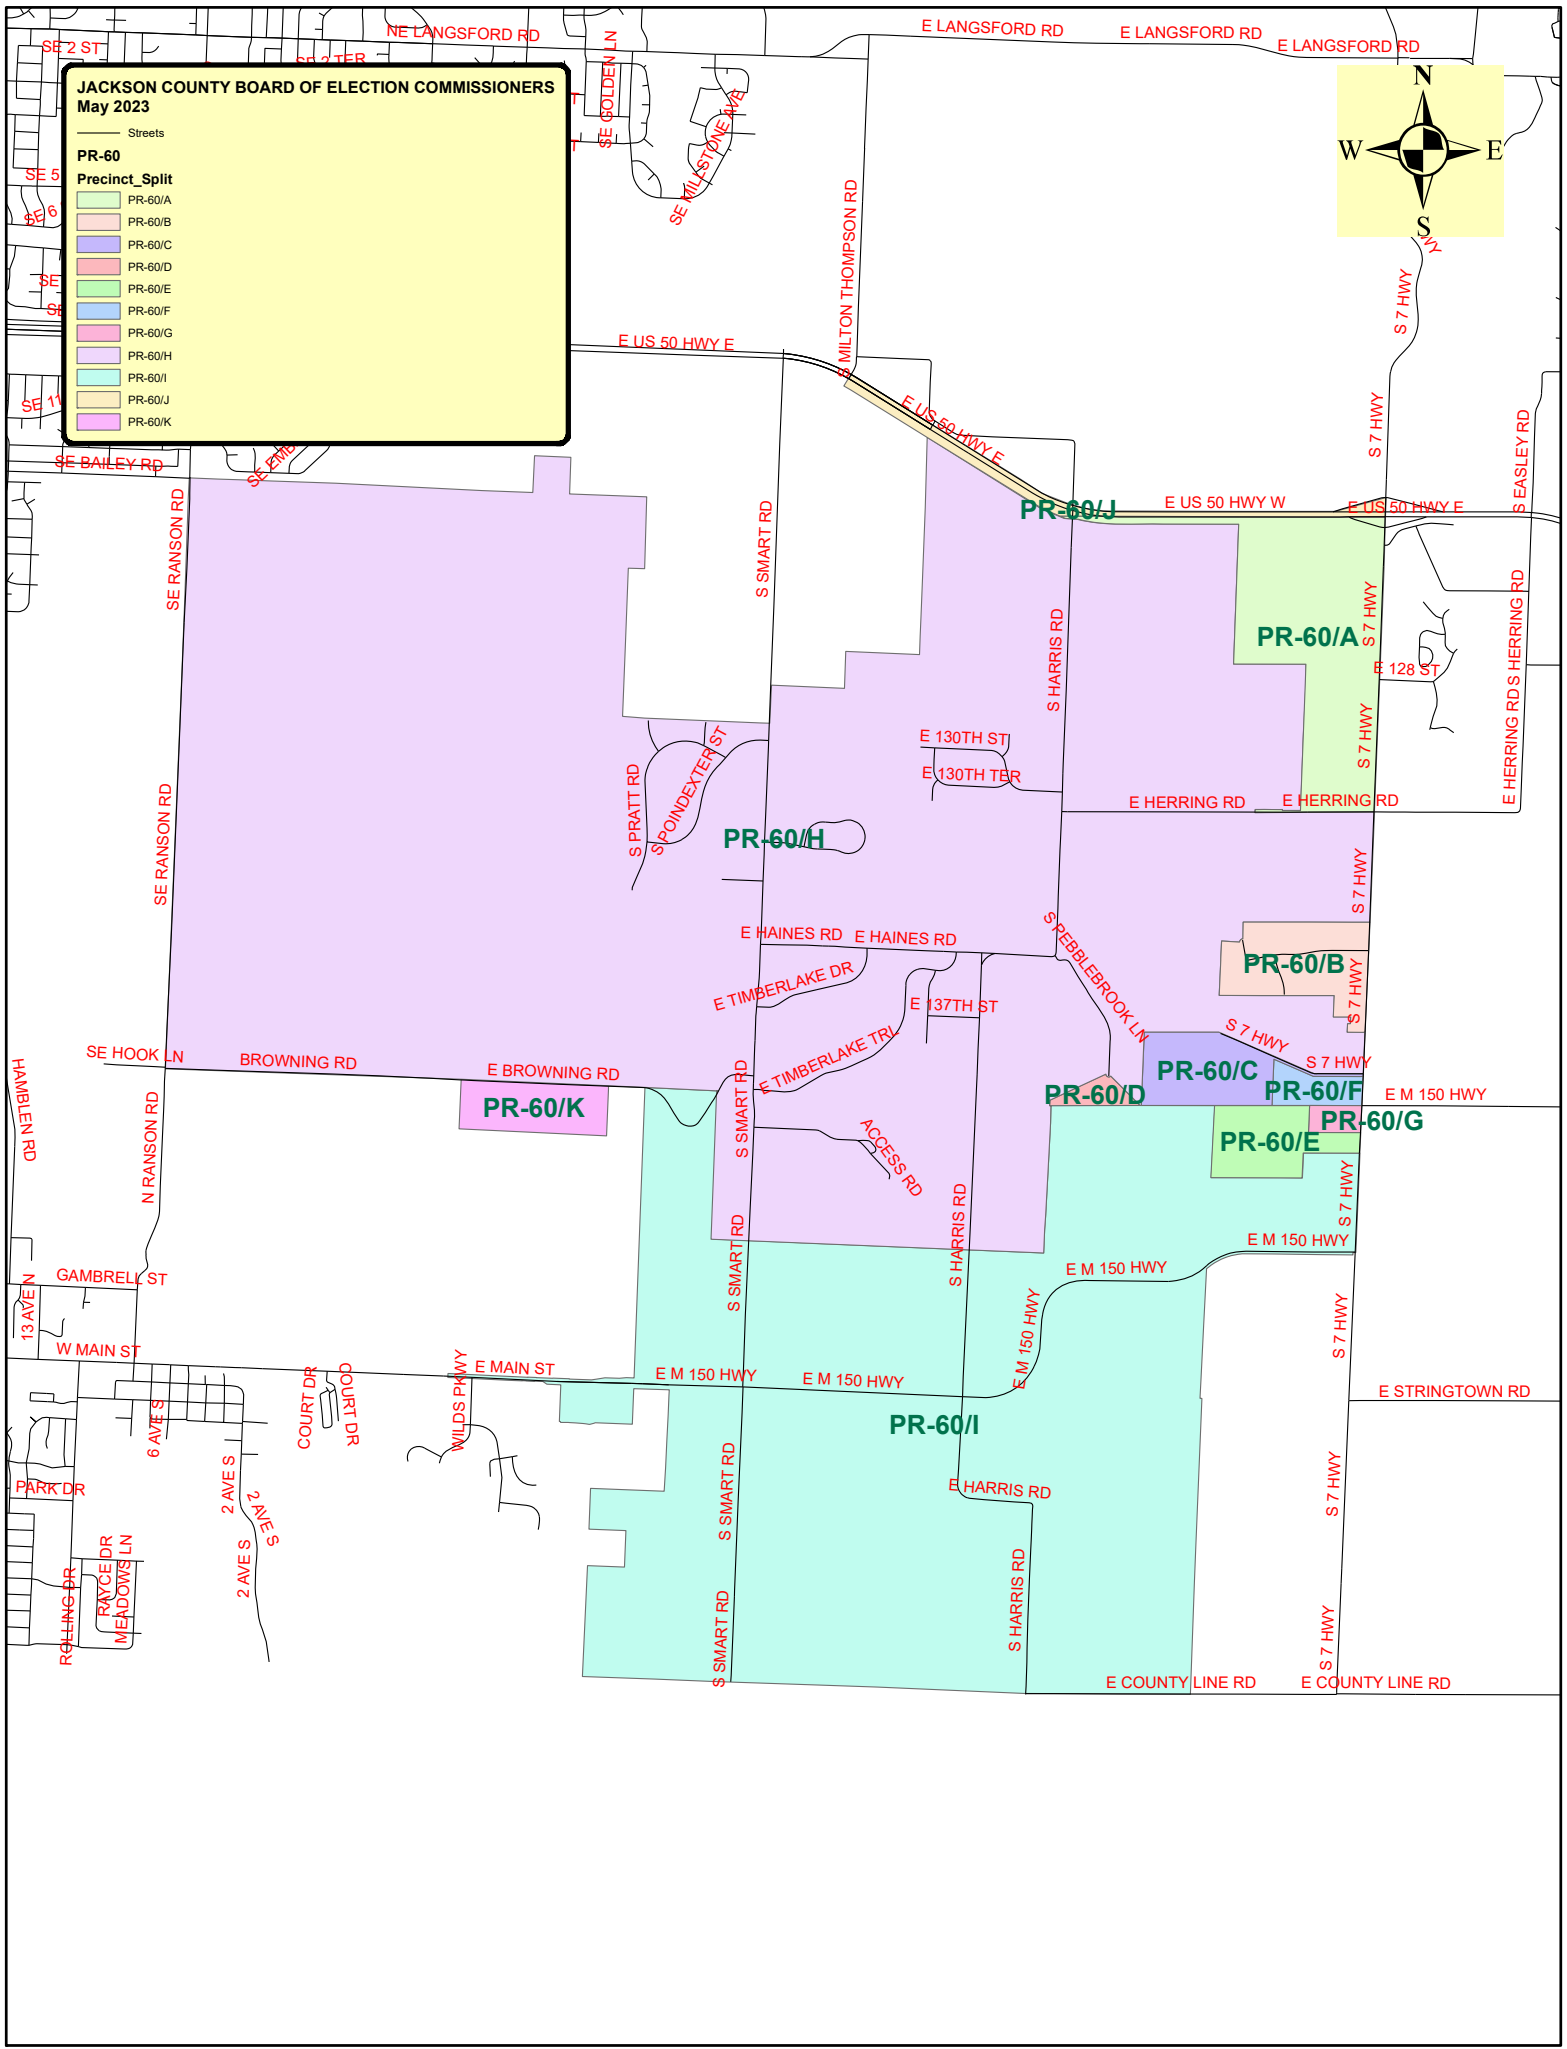 NE LANGSFORD RD
E LANGSFORD RD
E LANGSFORD RD
E LANGSFORD RD
SE 2 ST
SE 2 TER
SE GOLDEN LN
SE MILLSTONE AVE
JACKSON COUNTY BOARD OF ELECTION COMMISSIONERS
May 2023
Streets
PR-60
Precinct_Split
PR-60/A
PR-60/B
PR-60/C
PR-60/D
PR-60/E
PR-60/F
PR-60/G
PR-60/H
PR-60/I
PR-60/J
PR-60/K
N
W
E
S
SE 5
SE 6
SE
SE 11
S MILTON THOMPSON RD
S 7 HWY
E US 50 HWY E
E US 50 HWY E
S 7 HWY
S EASLEY RD
SE BAILEY RD
SE EMB
SE RANSON RD
S SMART RD
PR-60/J
E US 50 HWY W
E US 50 HWY E
S HARRIS RD
PR-60/A
S 7 HWY
S HERRING RD
E 128 ST
E HERRING RD
S 7 HWY
E 130TH ST
E 130TH TER
S PRATT RD
S POINDEXTER ST
SE RANSON RD
E HERRING RD
E HERRING RD
PR-60/H
S 7 HWY
E HAINES RD
E HAINES RD
S PEBBLEBROOK LN
PR-60/B
S 7 HWY
E TIMBERLAKE DR
E 137TH ST
E TIMBERLAKE TRL
S 7 HWY
S 7 HWY
SE HOOK LN
BROWNING RD
E BROWNING RD
S SMART RD
PR-60/C
PR-60/D
PR-60/F
E M 150 HWY
PR-60/K
PR-60/G
PR-60/E
HAMBLEN RD
N RANSON RD
ACCESS RD
S HARRIS RD
S 7 HWY
S SMART RD
E M 150 HWY
E M 150 HWY
GAMBRELL ST
13 AVE N
E M 150 HWY
S 7 HWY
W MAIN ST
E MAIN ST
E M 150 HWY
E M 150 HWY
E STRINGTOWN RD
COURT DR
COURT DR
WILDS PKWY
6 AVE S
PR-60/I
PARK DR
2 AVE S
2 AVE S
2 AVE S
S SMART RD
E HARRIS RD
S 7 HWY
ROLLING DR
RAYCE DR
MEADOWS LN
S SMART RD
S HARRIS RD
S 7 HWY
E COUNTY LINE RD
E COUNTY LINE RD